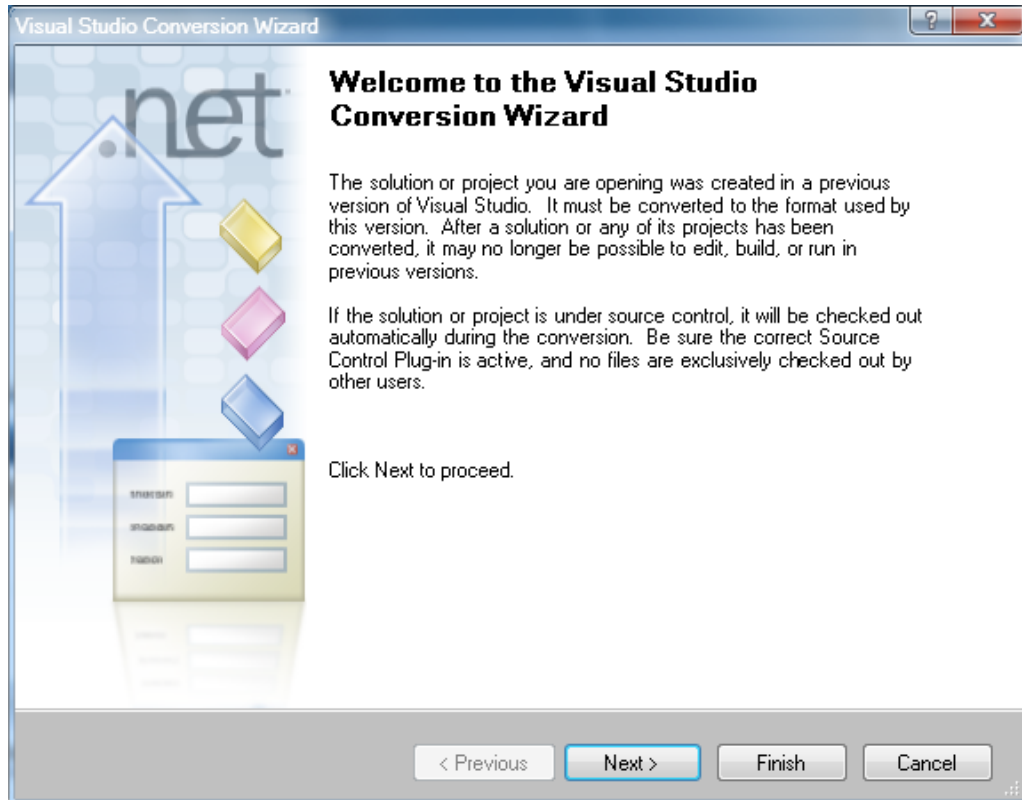 Visual Studio Conversion Wizard
.net
Welcome to the Visual Studio
Conversion Wizard
The solution or project you are opening was created in a previous
version of Visual Studio. It must be converted to the format used by
this version. After a solution or any of its projects has been
converted, it may no longer be possible to edit, build, or run in
previous versions.
If the solution or project is under source control, it will be checked out
automatically during the conversion. Be sure the correct Source
Control Plug-in is active, and no files are exclusively checked out by
other users.
Click Next to proceed.
< Previous
Next >
Finish
Cancel